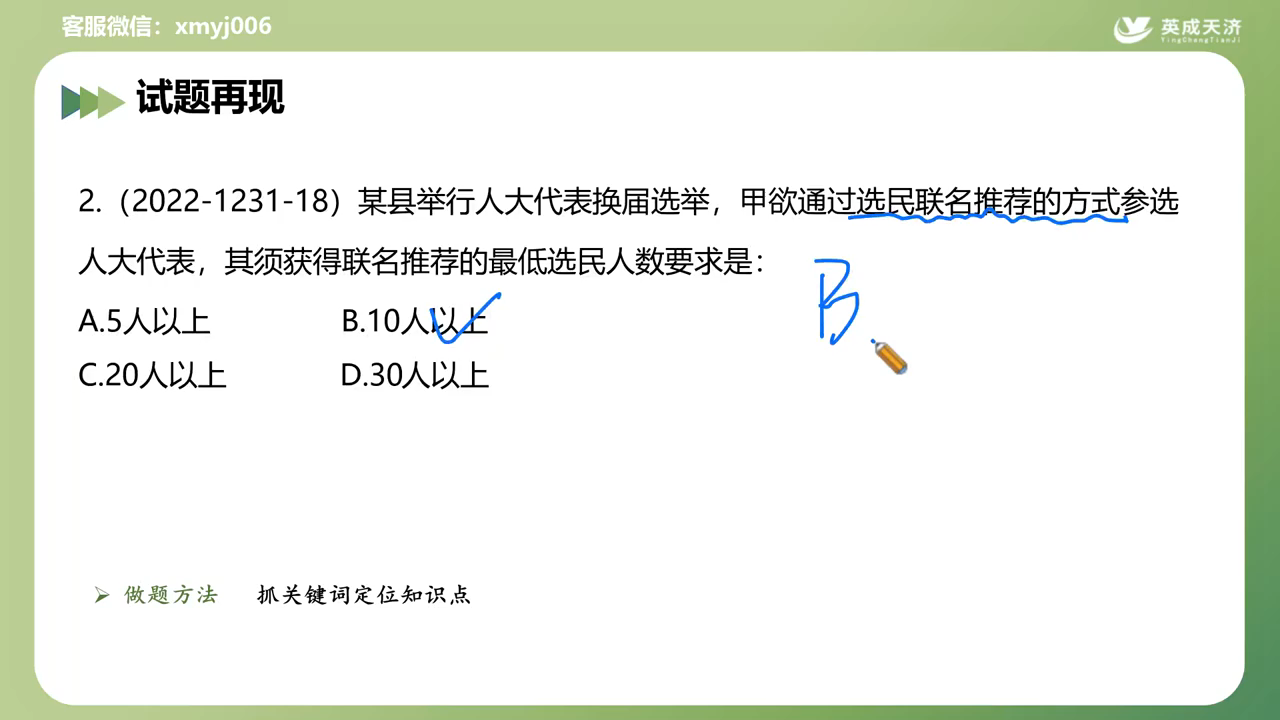 客服微信：xmyj006
英成天济
YingChengTianJi
试题再现
2.（2022-1231-18）某县举行人大代表换届选举，甲欲通过选民联名推荐的方式参选
人大代表，其须获得联名推荐的最低选民人数要求是：
A.5人以上 B.10人以上
B
C.20人以上 D.30人以上
做题方法 抓关键词定位知识点